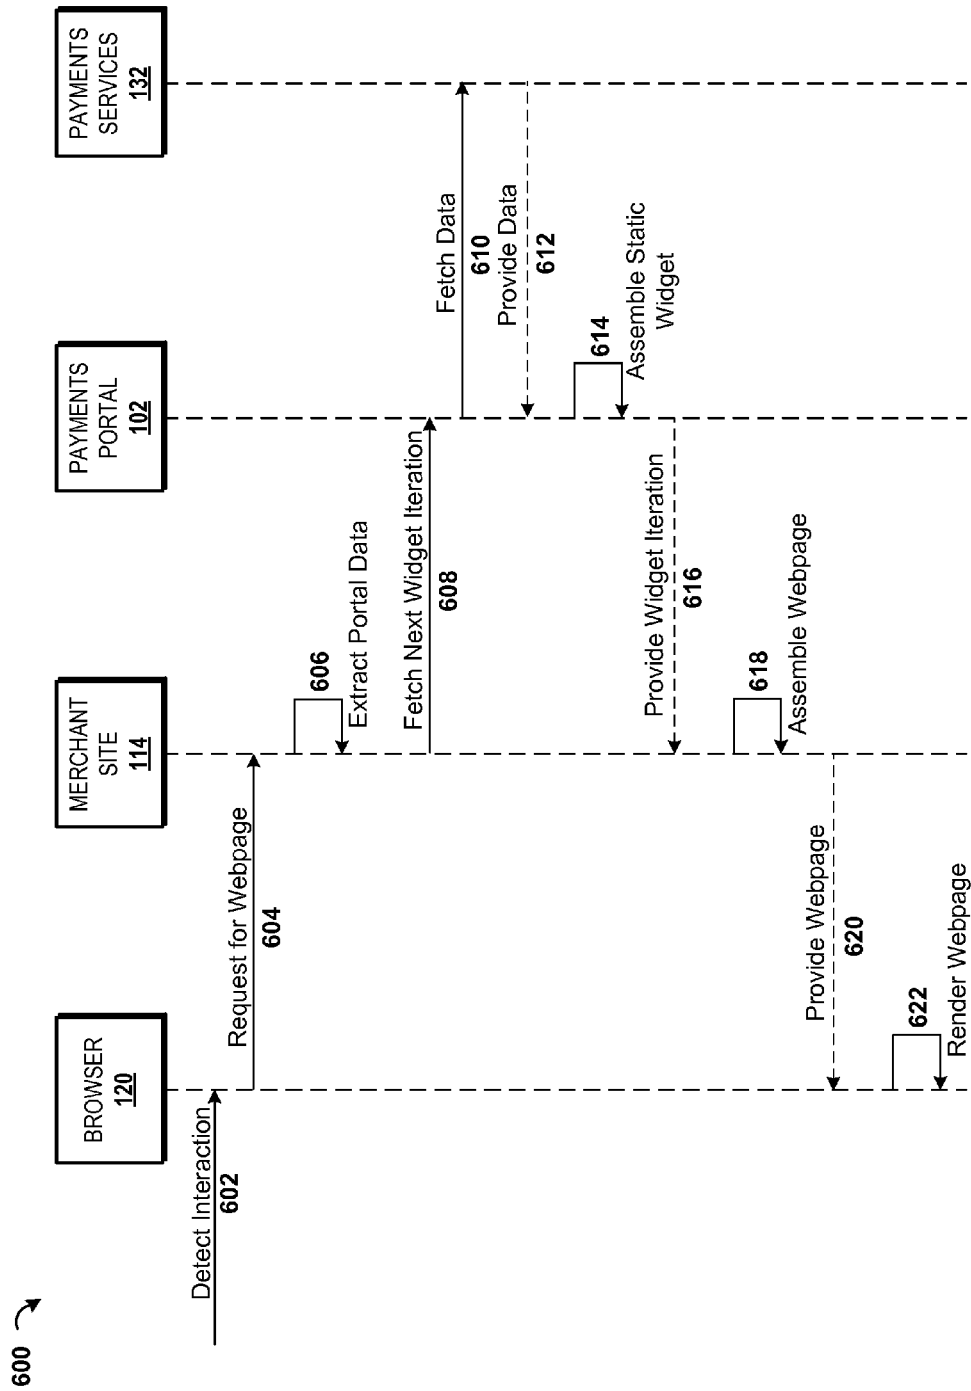 600
BROWSER
120
MERCHANT
SITE
114
PAYMENTS
PORTAL
102
PAYMENTS
SERVICES
132
Detect Interaction
602
Request for Webpage
604
606
Extract Portal Data
Fetch Next Widget Iteration
608
Fetch Data
610
Provide Data
612
614
Assemble Static
Widget
Provide Widget Iteration
616
618
Assemble Webpage
Provide Webpage
620
622
Render Webpage